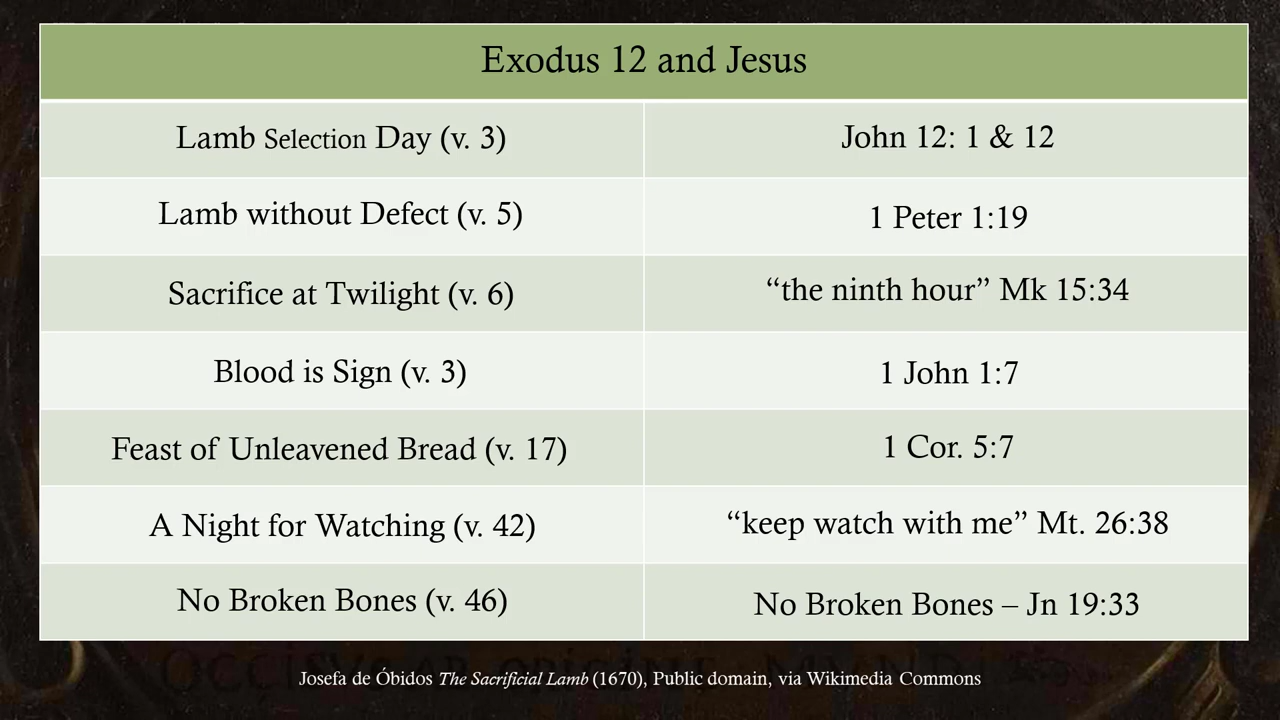 Exodus 12 and Jesus
Lamb Selection Day (v. 3)
John 12: 1 & 12
Lamb without Defect (v. 5)
1 Peter 1:19
Sacrifice at Twilight (v. 6)
“the ninth hour” Mk 15:34
Blood is Sign (v. 3)
1 John 1:7
Feast of Unleavened Bread (v. 17)
1 Cor. 5:7
A Night for Watching (v. 42)
“keep watch with me” Mt. 26:38
No Broken Bones (v. 46)
No Broken Bones – Jn 19:33
Josefa de Óbidos The Sacrificial Lamb (1670), Public domain, via Wikimedia Commons